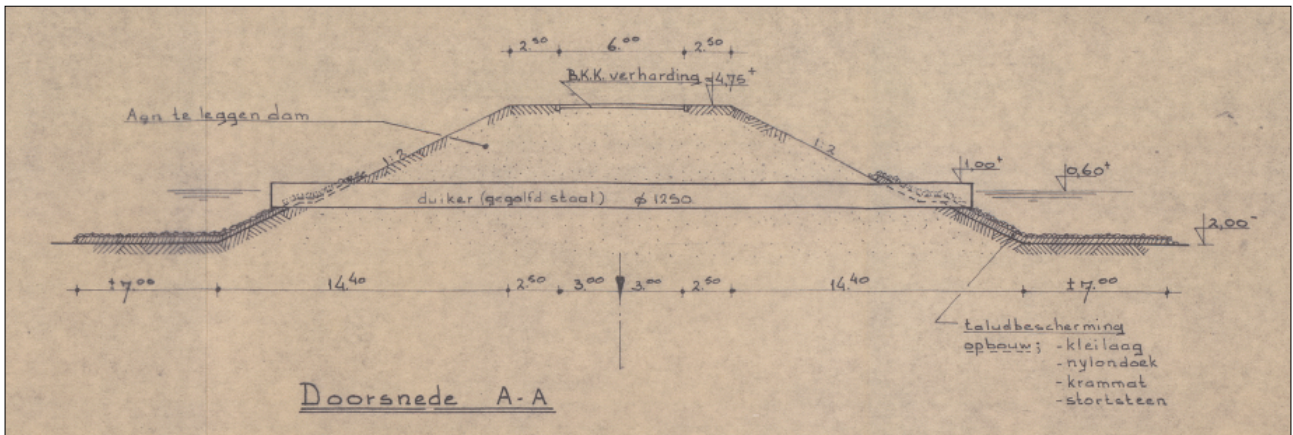 2.50 6.00 2.50
B.K.K. verharding 4,75+
Aan te leggen dam
1:2
1:2
1,00+
0,60+
duiker (gegolfd staal) ø 1250
2,00-
±7.00 14.40 2.50 3.00 3.00 2.50 14.40 ±7.00
taludbescherming
opbouw; - kleilaag
- nylondoek
- krammat
- stortsteen
Doorsnede A-A